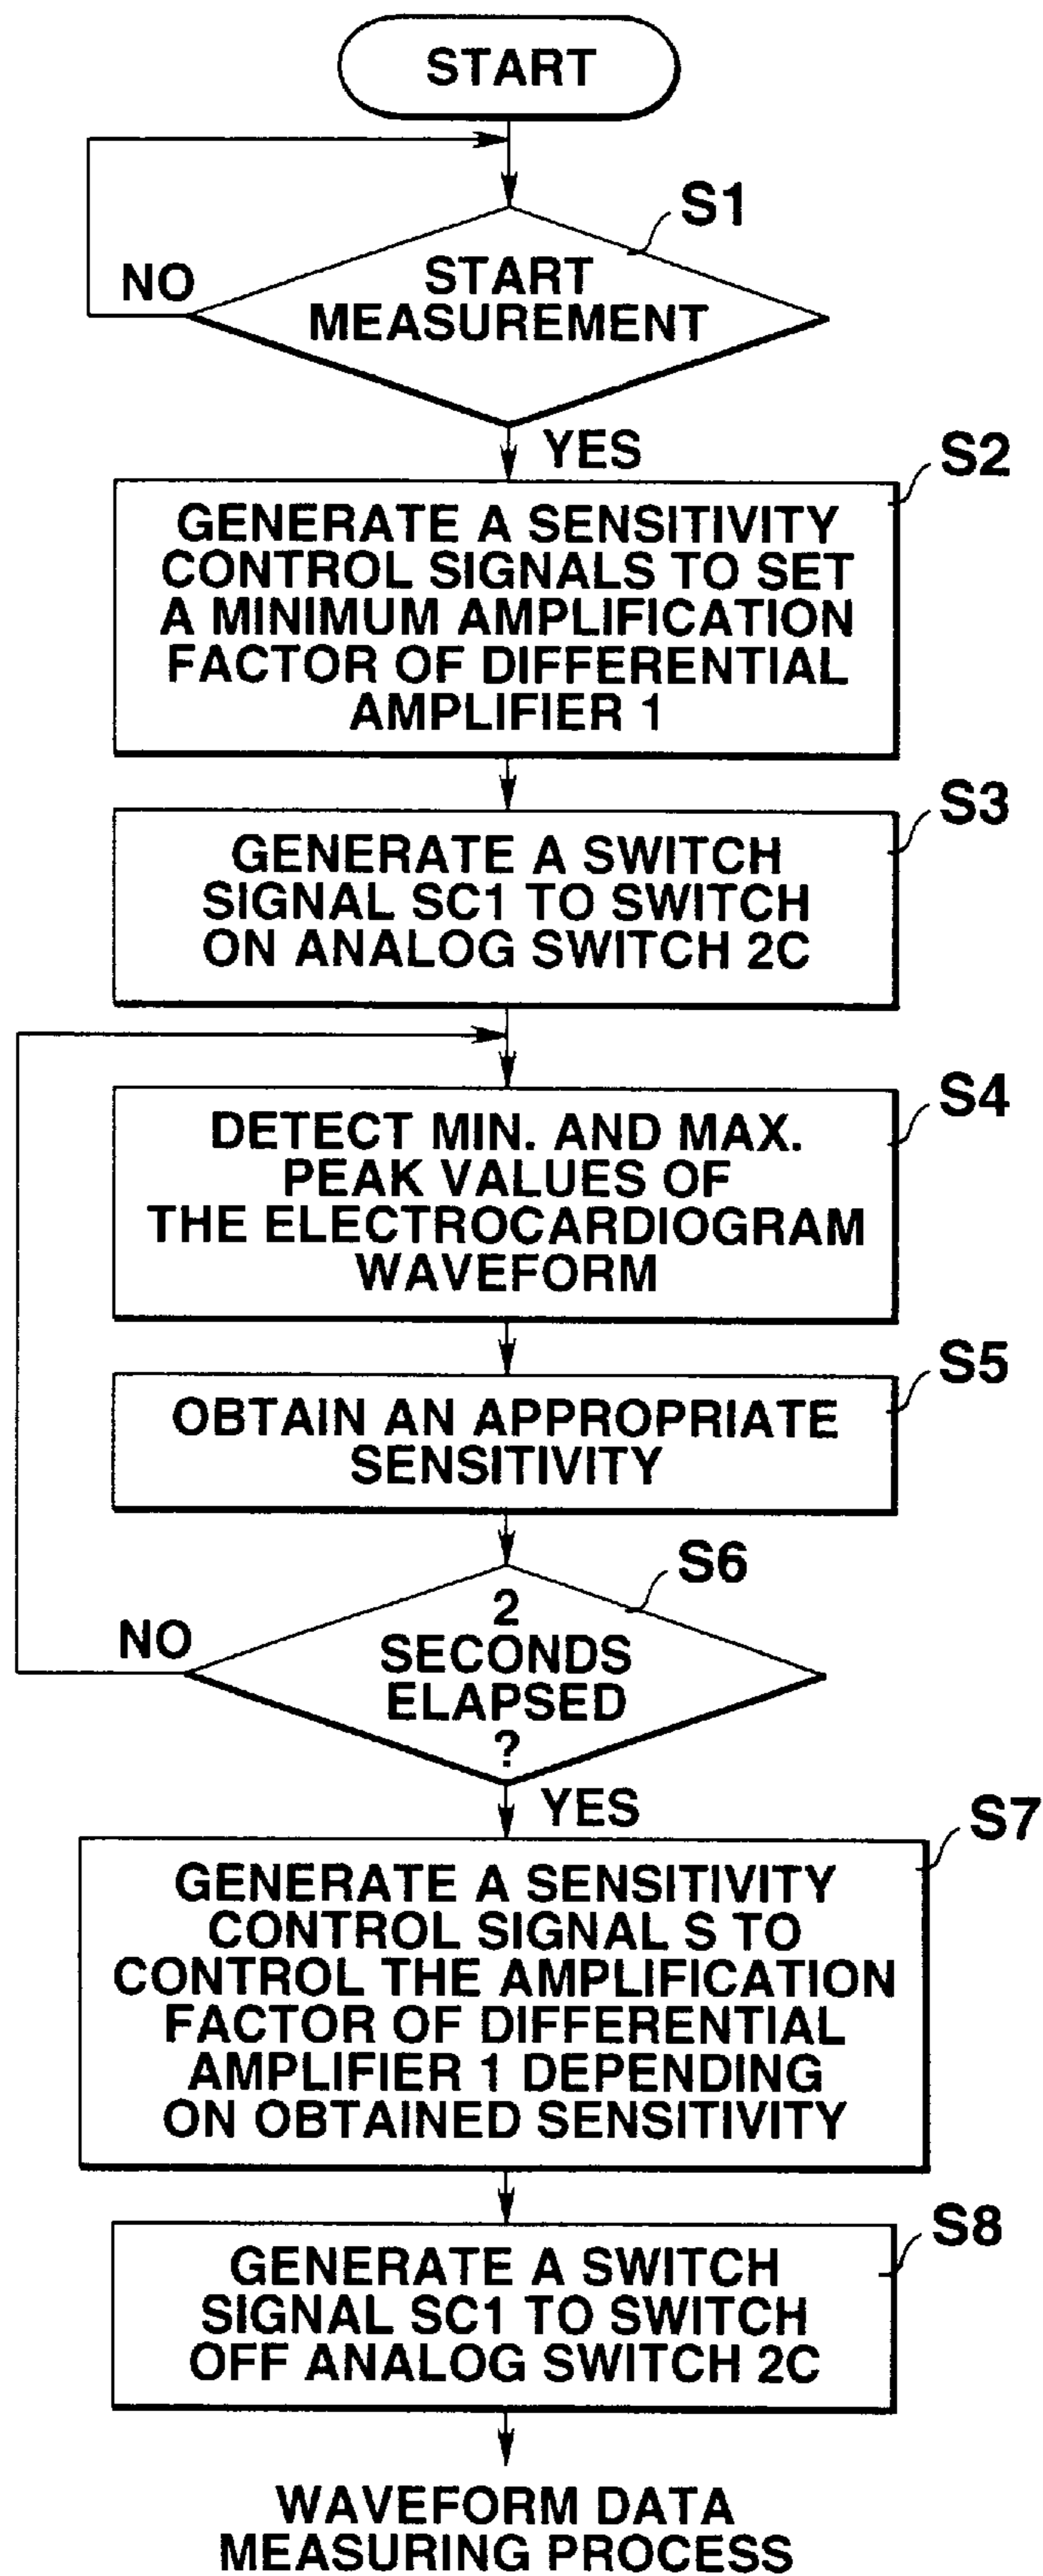 START
S1
START
MEASUREMENT
NO
YES
S2
GENERATE A SENSITIVITY
CONTROL SIGNALS TO SET
A MINIMUM AMPLIFICATION
FACTOR OF DIFFERENTIAL
AMPLIFIER 1
S3
GENERATE A SWITCH
SIGNAL SC1 TO SWITCH
ON ANALOG SWITCH 2C
S4
DETECT MIN. AND MAX.
PEAK VALUES OF
THE ELECTROCARDIOGRAM
WAVEFORM
S5
OBTAIN AN APPROPRIATE
SENSITIVITY
S6
2
SECONDS
ELAPSED
?
NO
YES
S7
GENERATE A SENSITIVITY
CONTROL SIGNAL S TO
CONTROL THE AMPLIFICATION
FACTOR OF DIFFERENTIAL
AMPLIFIER 1 DEPENDING
ON OBTAINED SENSITIVITY
S8
GENERATE A SWITCH
SIGNAL SC1 TO SWITCH
OFF ANALOG SWITCH 2C
WAVEFORM DATA
MEASURING PROCESS